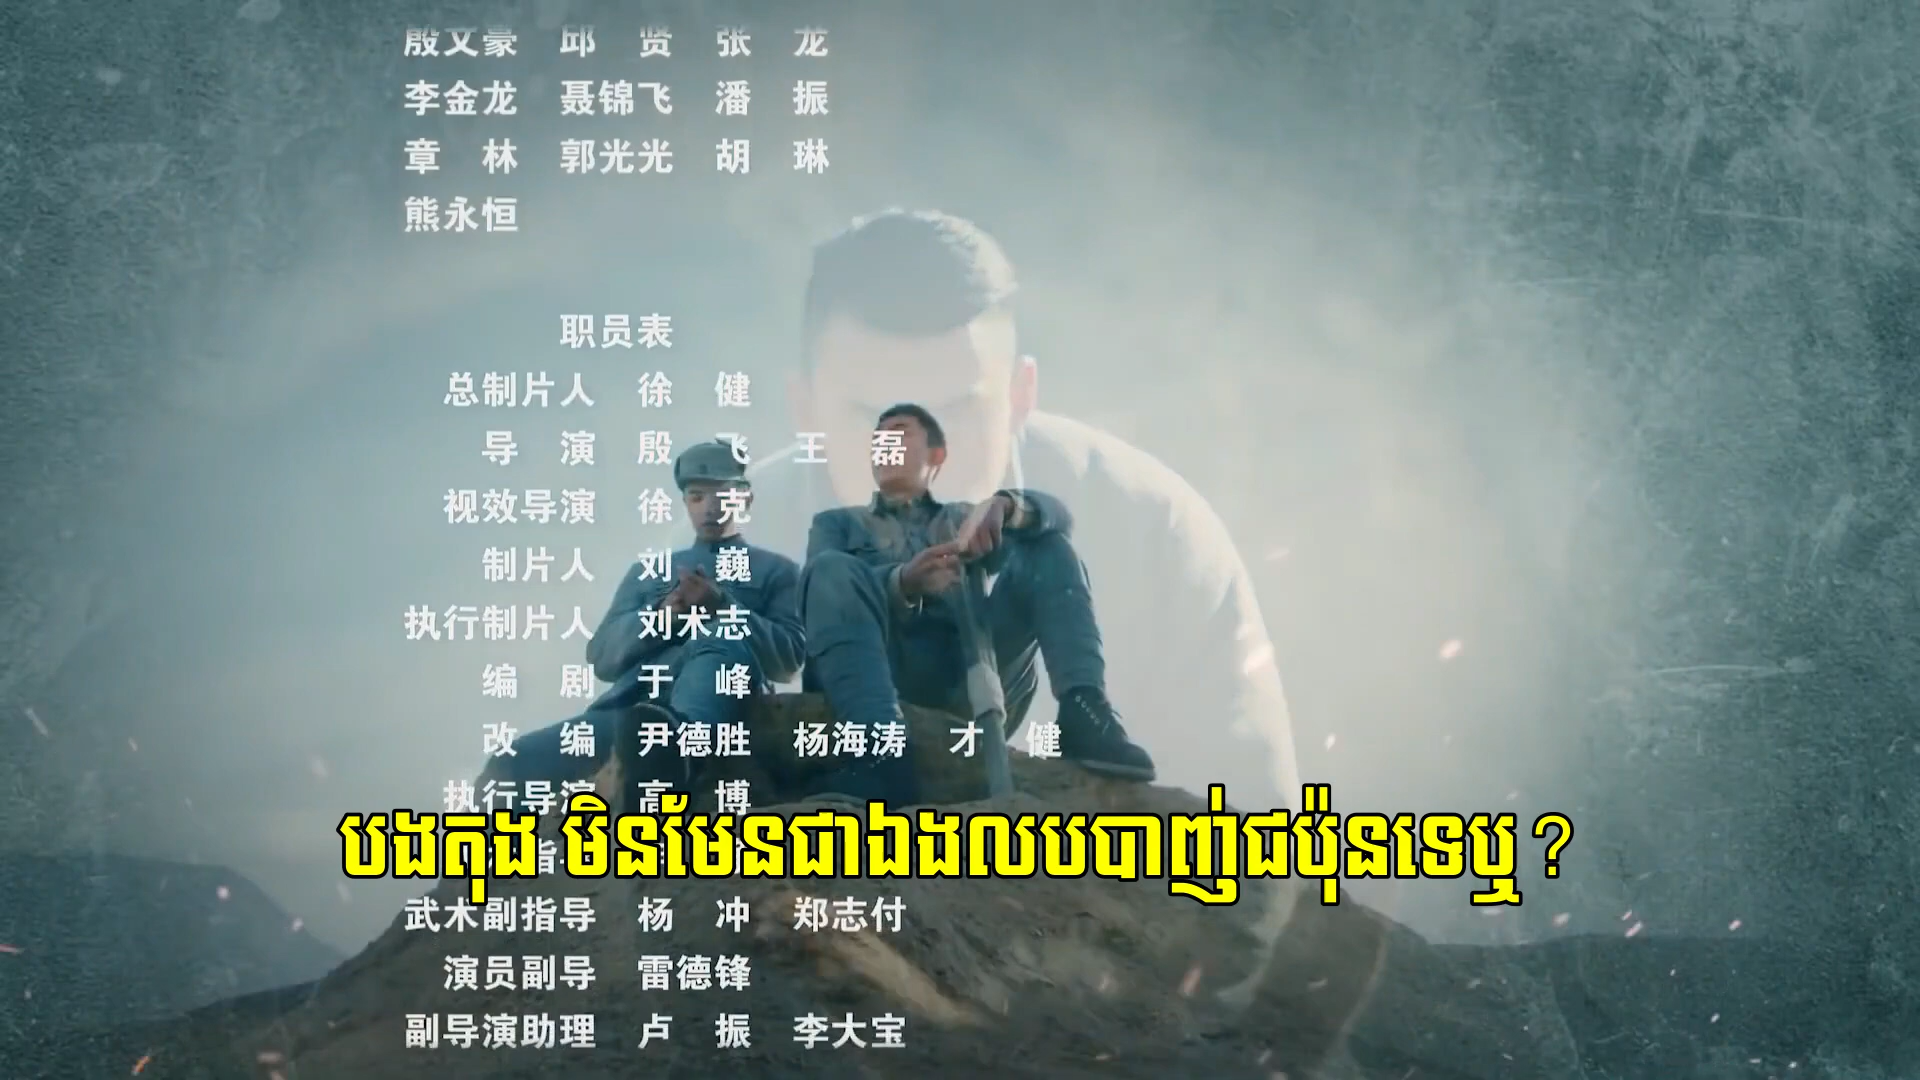 殷文豪 邱 贤 张 龙
李金龙 聂锦飞 潘 振
章 林 郭光光 胡 琳
熊永恒
职员表
总制片人 徐 健
导 演 殷 飞 王 磊
视效导演 徐 克
制片人 刘 巍
执行制片人 刘术志
编 剧 于 峰
改 编 尹德胜 杨海涛 才 健
执行导演 高 博
បងតុង មិនមែនជាឯងលបបាញ់ជប៉ុនទេឬ?
武术副指导 杨 冲 郑志付
演员副导 雷德锋
副导演助理 卢 振 李大宝